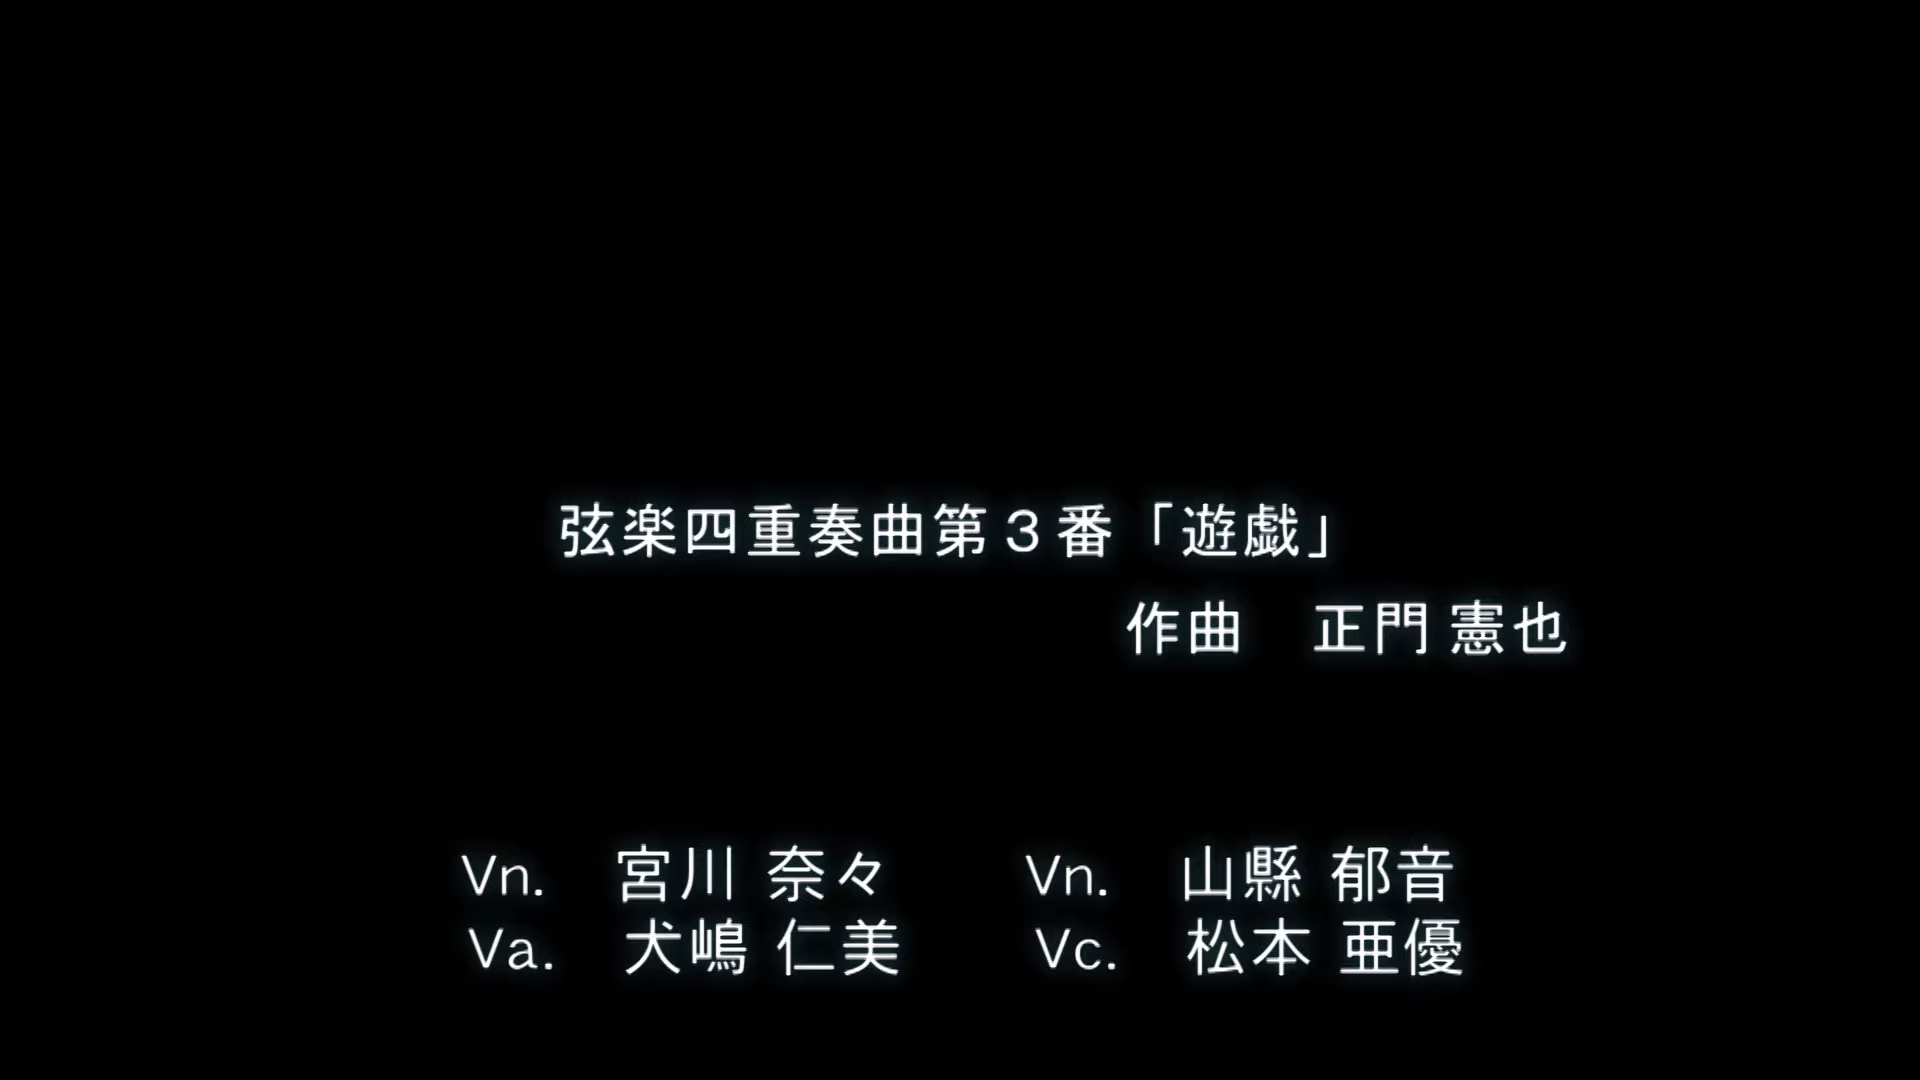 弦楽四重奏曲第３番「遊戯」
作曲　正門 憲也
Vn.　宮川 奈々　　Vn.　山縣 郁音
Va.　犬嶋 仁美　　Vc.　松本 亜優